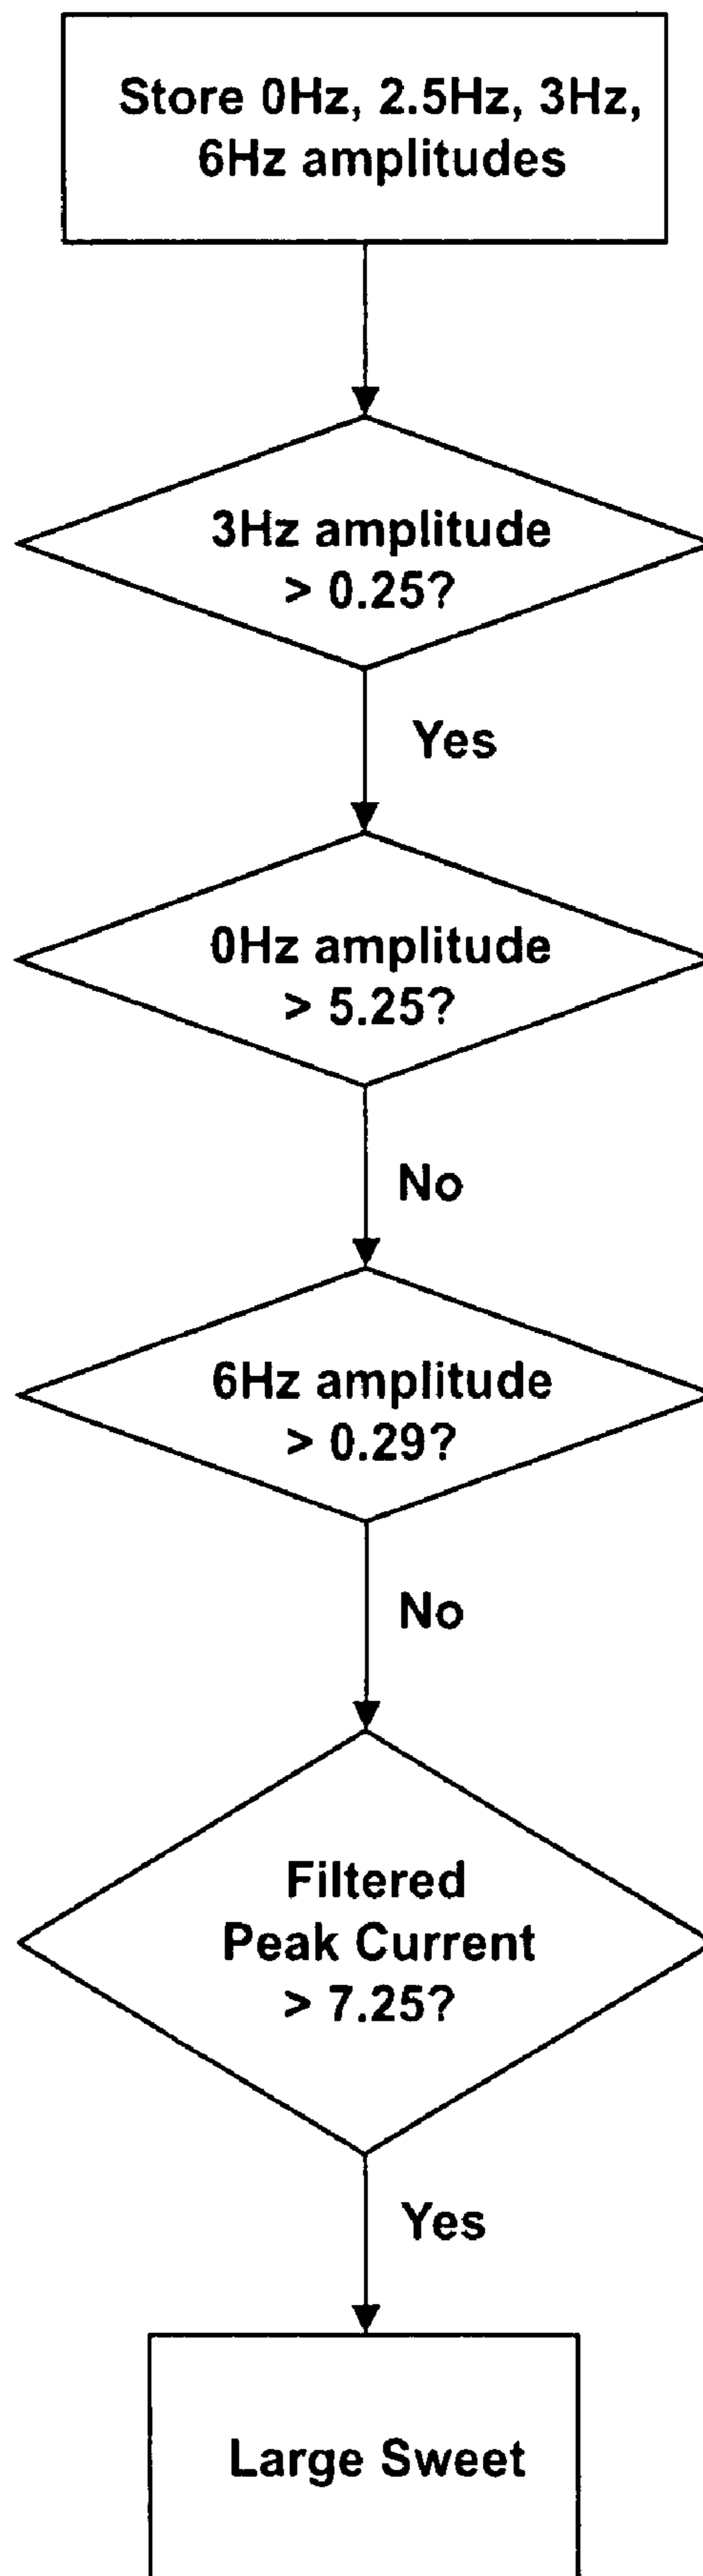 Store 0Hz, 2.5Hz, 3Hz,
6Hz amplitudes
3Hz amplitude
> 0.25?
Yes
0Hz amplitude
> 5.25?
No
6Hz amplitude
> 0.29?
No
Filtered
Peak Current
> 7.25?
Yes
Large Sweet